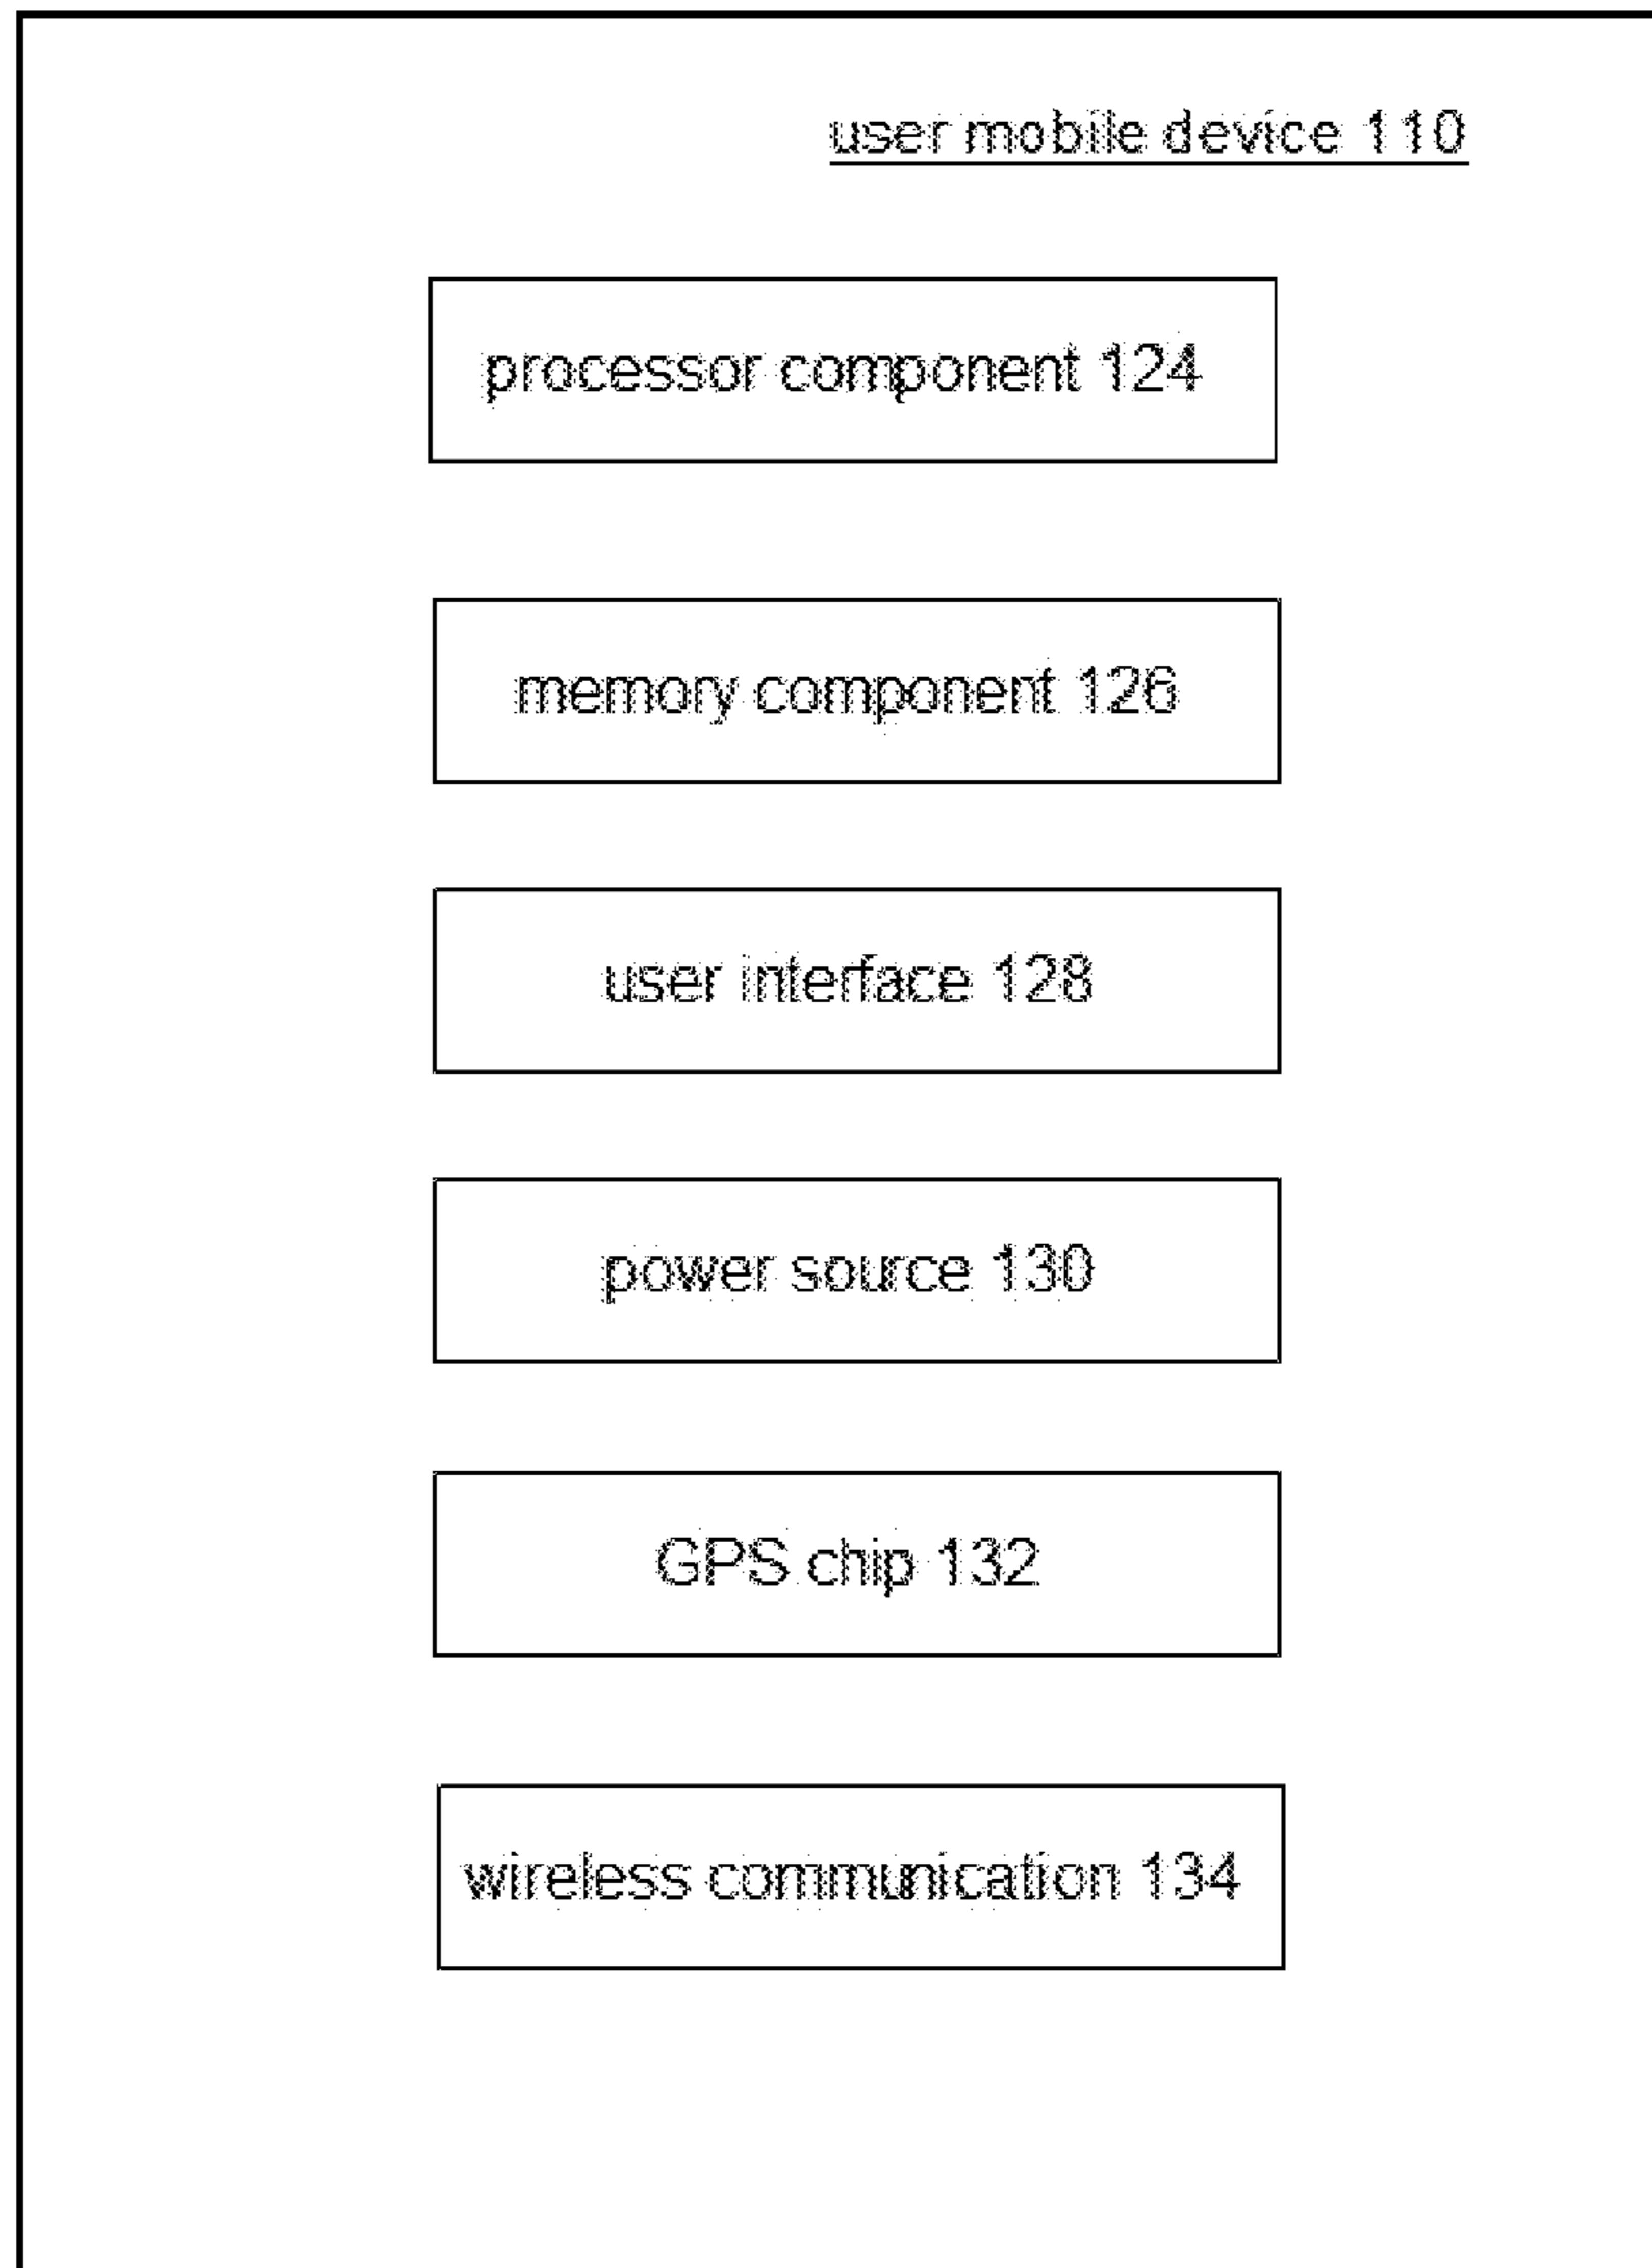 user mobile device 110
processor component 124
memory component 126
user interface 128
power source 130
GPS chip 132
wireless communication 134